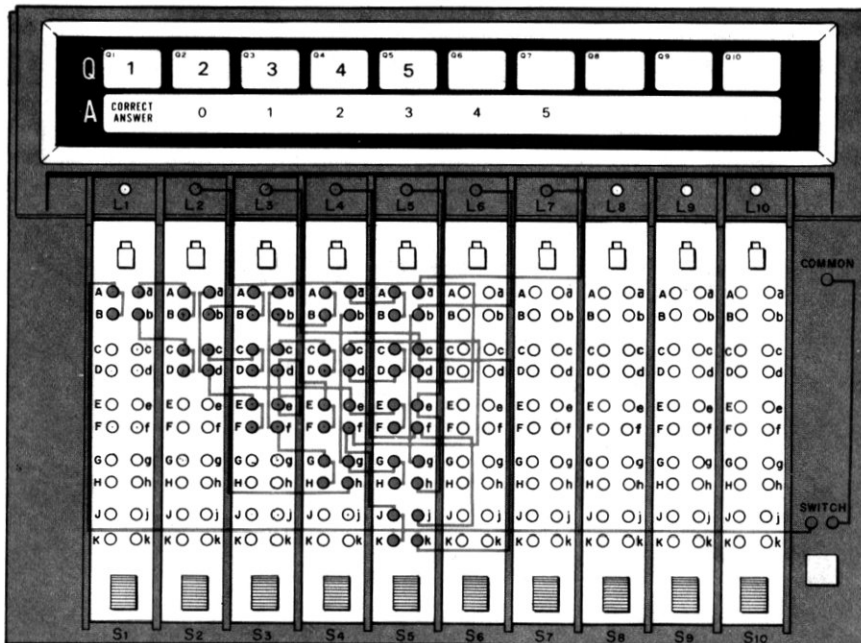 Q1 Q2 Q3 Q4 Q5 Q6 Q7 Q8 Q9 Q10
Q 1 2 3 4 5
A CORRECT ANSWER 0 1 2 3 4 5
L1 L2 L3 L4 L5 L6 L7 L8 L9 L10
COMMON
A a A a A a A a A a A a A a A a A a A a
B b B b B b B b B b B b B b B b B b B b
C c C c C c C c C c C c C c C c C c C c
D d D d D d D d D d D d D d D d D d D d
E e E e E e E e E e E e E e E e E e E e
F f F f F f F f F f F f F f F f F f F f
G g G g G g G g G g G g G g G g G g G g
H h H h H h H h H h H h H h H h H h H h
SWITCH
J j J j J j J j J j J j J j J j J j J j
K k K k K k K k K k K k K k K k K k K k
S1 S2 S3 S4 S5 S6 S7 S8 S9 S10